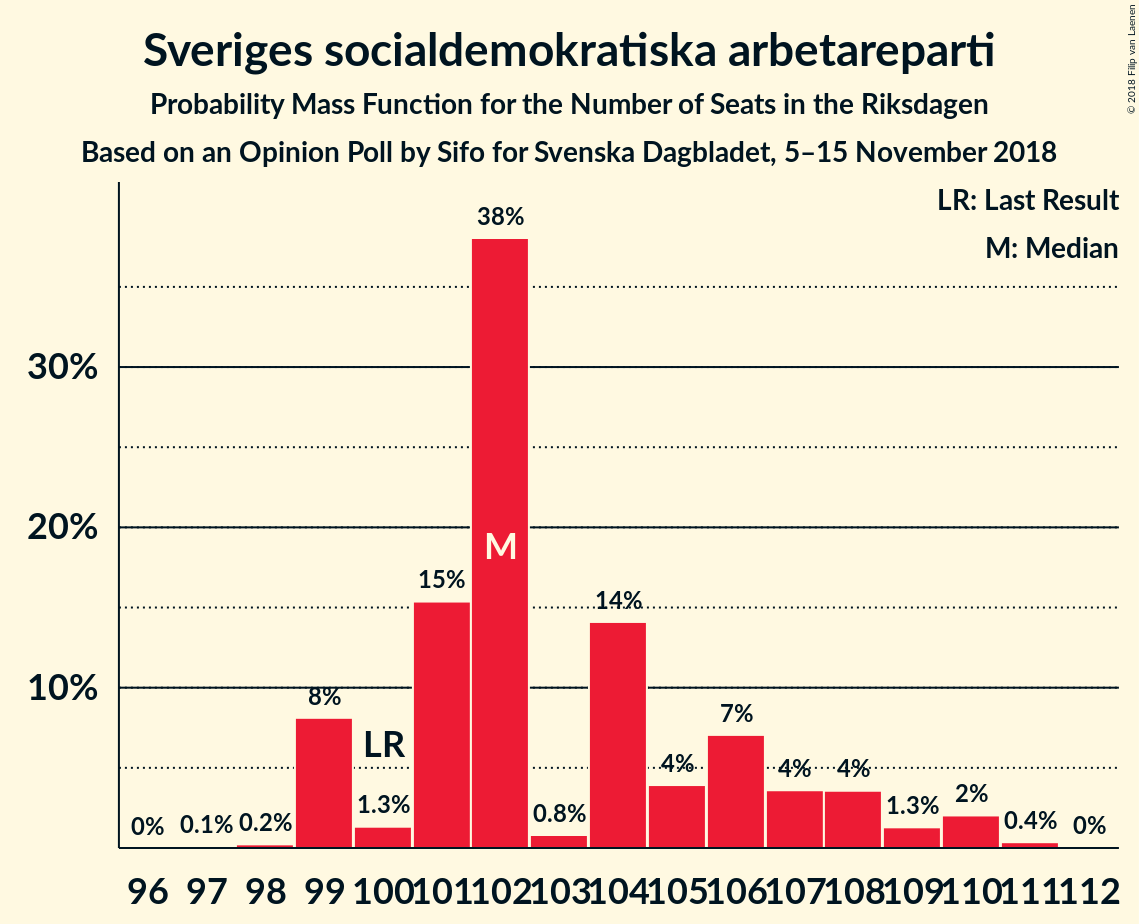 Sveriges socialdemokratiska arbetareparti
Probability Mass Function for the Number of Seats in the Riksdagen
Based on an Opinion Poll by Sifo for Svenska Dagbladet, 5–15 November 2018
© 2018 Filip van Laenen
LR: Last Result
M: Median
30%
20%
10%
0% 0.1% 0.2% 8% 1.3% 15% 38% 0.8% 14% 4% 7% 4% 4% 1.3% 2% 0.4% 0%
LR
M
96 97 98 99 100 101 102 103 104 105 106 107 108 109 110 111 112